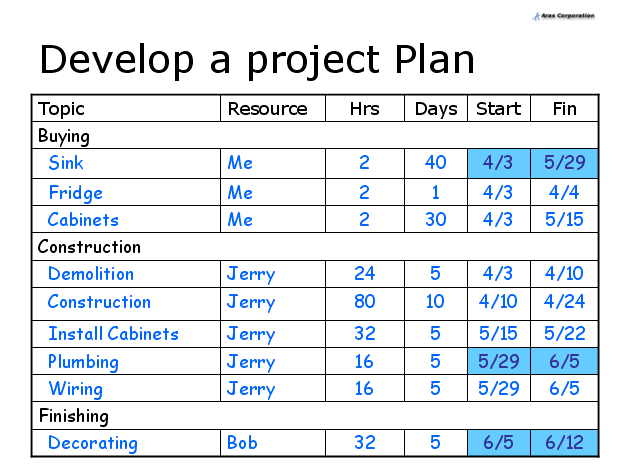 Aras Corporation
Develop a project Plan
Topic Resource Hrs Days Start Fin
Buying
Sink Me 2 40 4/3 5/29
Fridge Me 2 1 4/3 4/4
Cabinets Me 2 30 4/3 5/15
Construction
Demolition Jerry 24 5 4/3 4/10
Construction Jerry 80 10 4/10 4/24
Install Cabinets Jerry 32 5 5/15 5/22
Plumbing Jerry 16 5 5/29 6/5
Wiring Jerry 16 5 5/29 6/5
Finishing
Decorating Bob 32 5 6/5 6/12